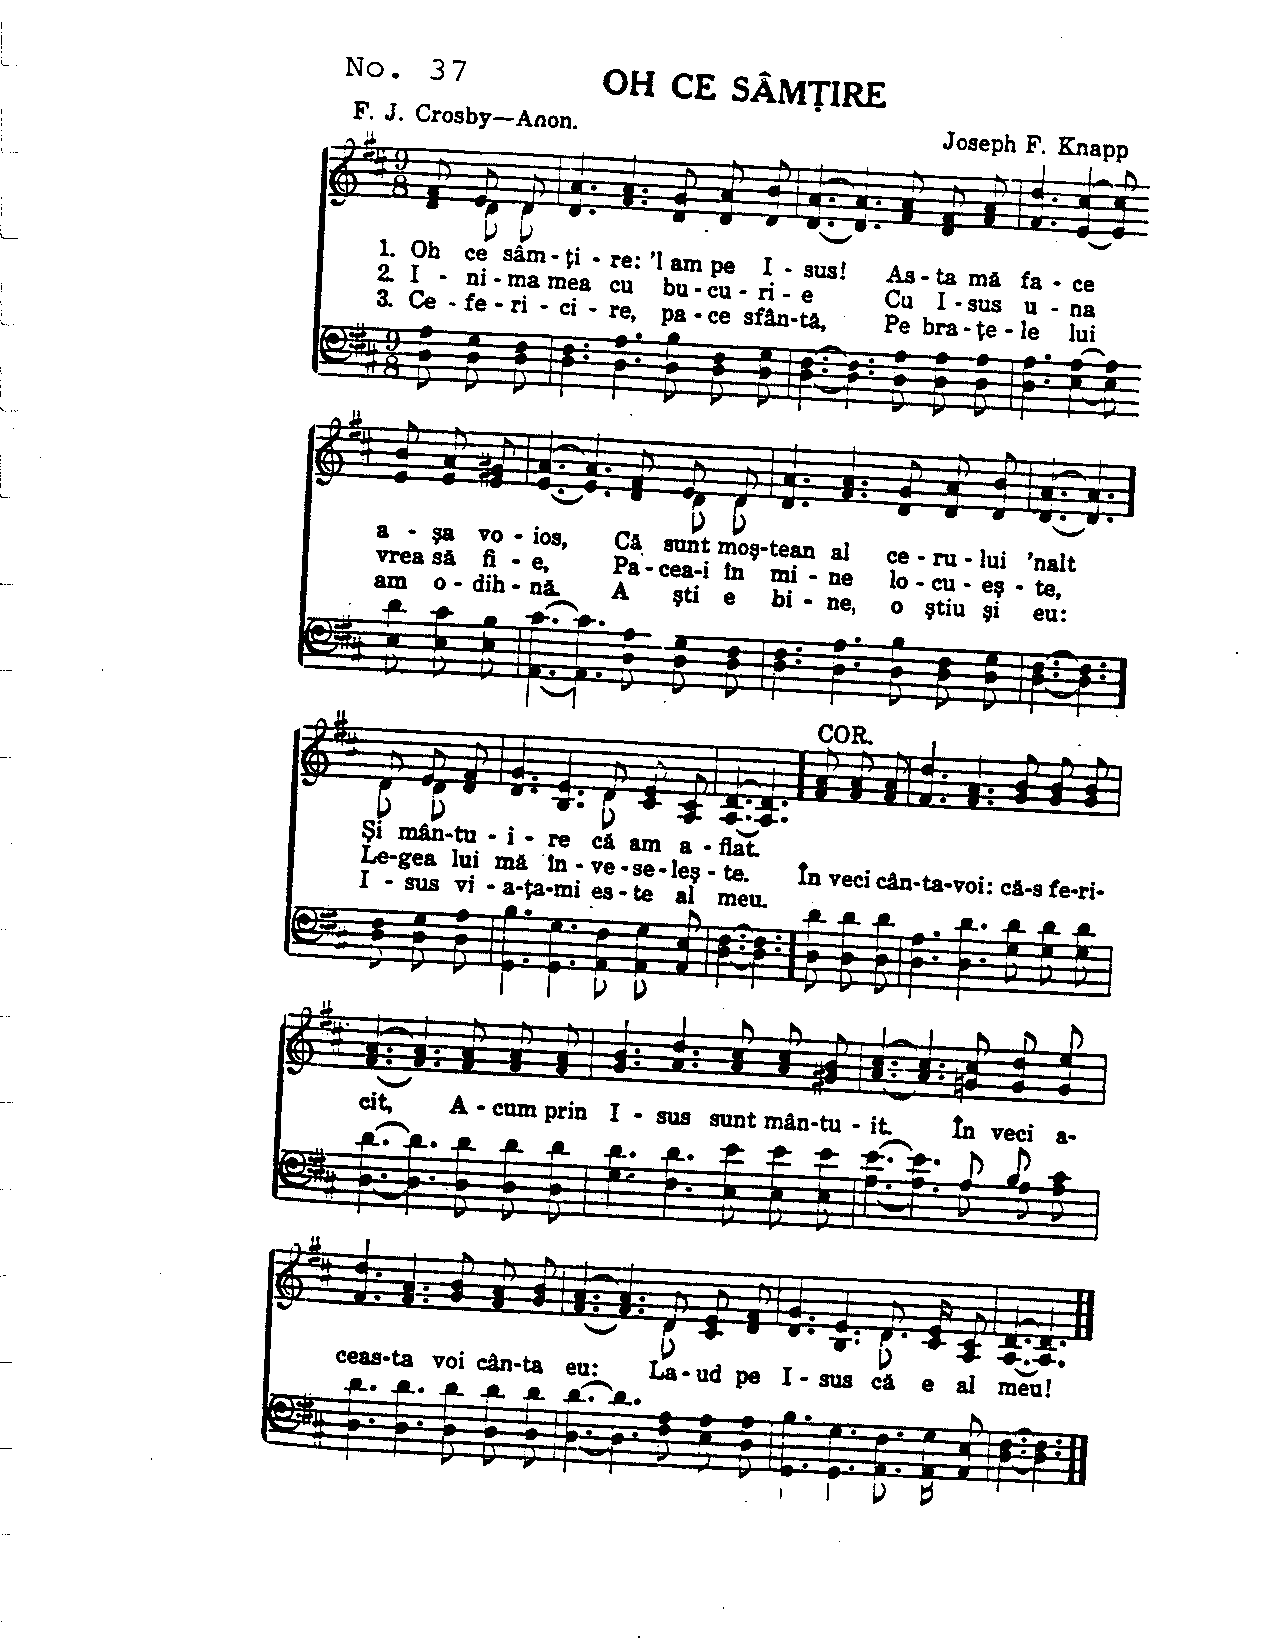 No. 37
OH CE SÂMȚIRE
F. J. Crosby—Anon.
Joseph F. Knapp
1. Oh ce sâm - ți - re: 'l am pe I - sus! As - ta mă fa - ce
2. I - ni - ma mea cu bu - cu - ri - e Cu I - sus u - na
3. Ce - fe - ri - ci - re, pa - ce sfân - tă, Pe bra - țe - le lui
a - șa vo - ios, Că sunt moș - tean al ce - ru - lui 'nalt
vrea să fi - e, Pa - cea - i în mi - ne lo - cu - eș - te,
am o - dih - nă. A ști e bi - ne, o știu și eu:
COR.
Și mân - tu - i - re că am a - flat.
Le - gea lui mă în - ve - se - leș - te. În veci cân - ta - voi: că - s fe - ri -
I - sus vi - a - ța - mi es - te al meu.
cit, A - cum prin I - sus sunt mân - tu - it. În veci a -
ceas - ta voi cân - ta eu: La - ud pe I - sus că e al meu!